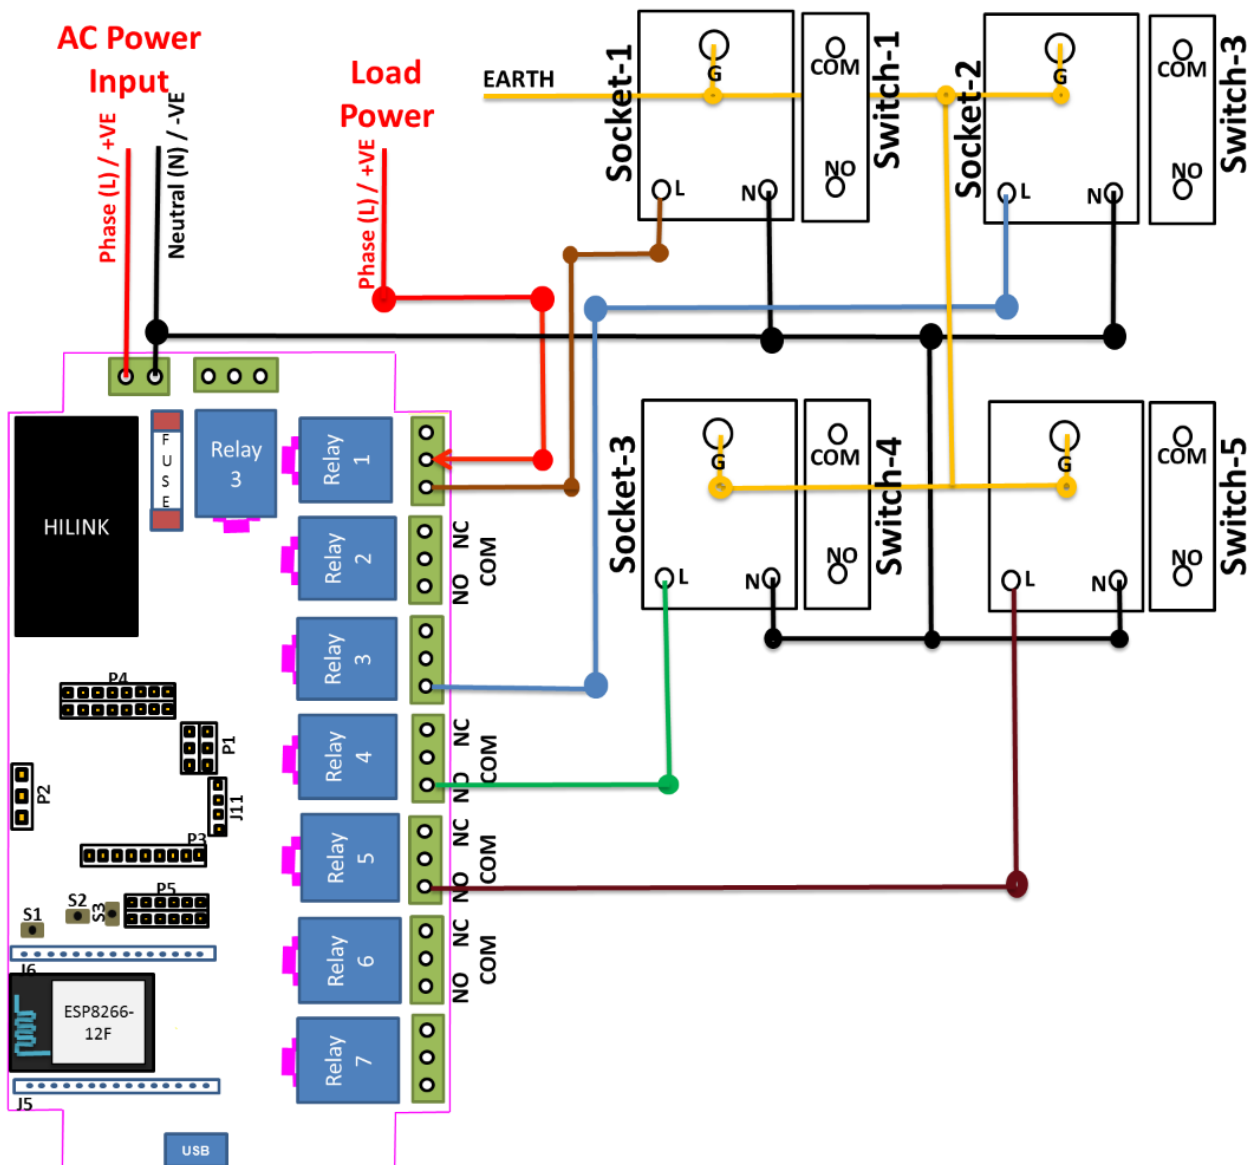 AC Power
Input
Load
Power
Phase (L) / +VE
Neutral (N) / -VE
Phase (L) / +VE
EARTH
Socket-1
G
L
N
COM
NO
Switch-1
Socket-2
G
L
N
COM
NO
Switch-3
Socket-3
G
L
N
COM
NO
Switch-4
G
L
N
COM
NO
Switch-5
HILINK
F
U
S
E
Relay
3
Relay
1
Relay
2
NC
COM
NO
Relay
3
Relay
4
NC
COM
NO
Relay
5
NC
COM
NO
Relay
6
NC
COM
NO
Relay
7
P4
P1
P2
J11
P3
P5
S1
S2
S3
J6
ESP8266-
12F
J5
USB